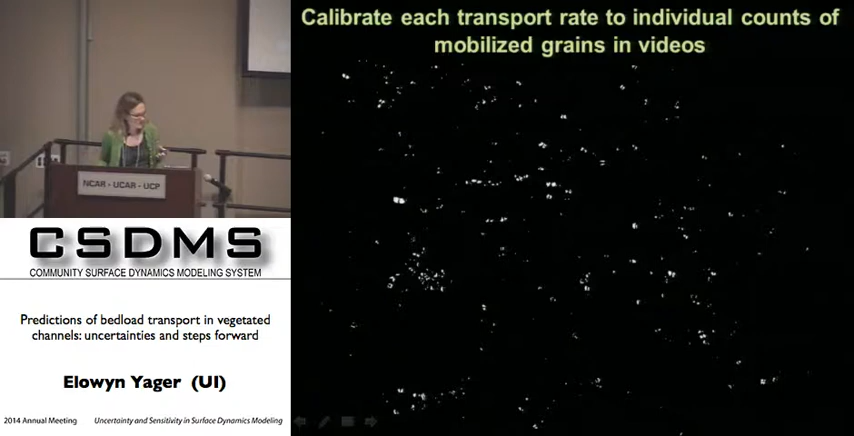 Calibrate each transport rate to individual counts of
mobilized grains in videos
NCAR - UCAR - UCP
CSDMS
COMMUNITY SURFACE DYNAMICS MODELING SYSTEM
Predictions of bedload transport in vegetated
channels: uncertainties and steps forward
Elowyn Yager (UI)
2014 Annual Meeting Uncertainty and Sensitivity in Surface Dynamics Modeling